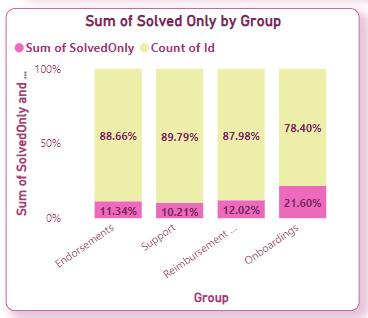 Sum of Solved Only by Group
Sum of SolvedOnly Count of Id
Sum of SolvedOnly and ...
100%
50%
0%
88.66% 89.79% 87.98% 78.40%
11.34% 10.21% 12.02% 21.60%
Endorsements
Support
Reimbursement ...
Onboardings
Group